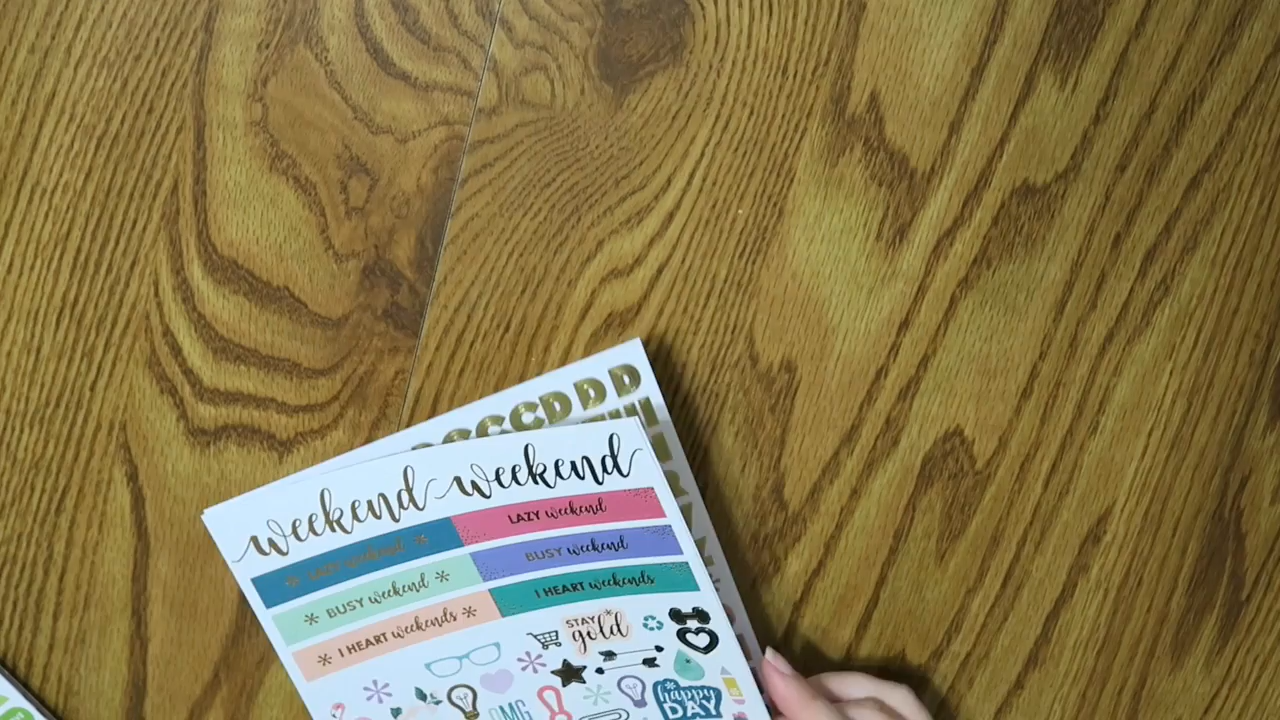 CCCDDD
weekend weekend
LAZY weekend LAZY weekend
* BUSY weekend * BUSY weekend
* I HEART weekends * I HEART weekends
STAY gold
OMG
happy DAY